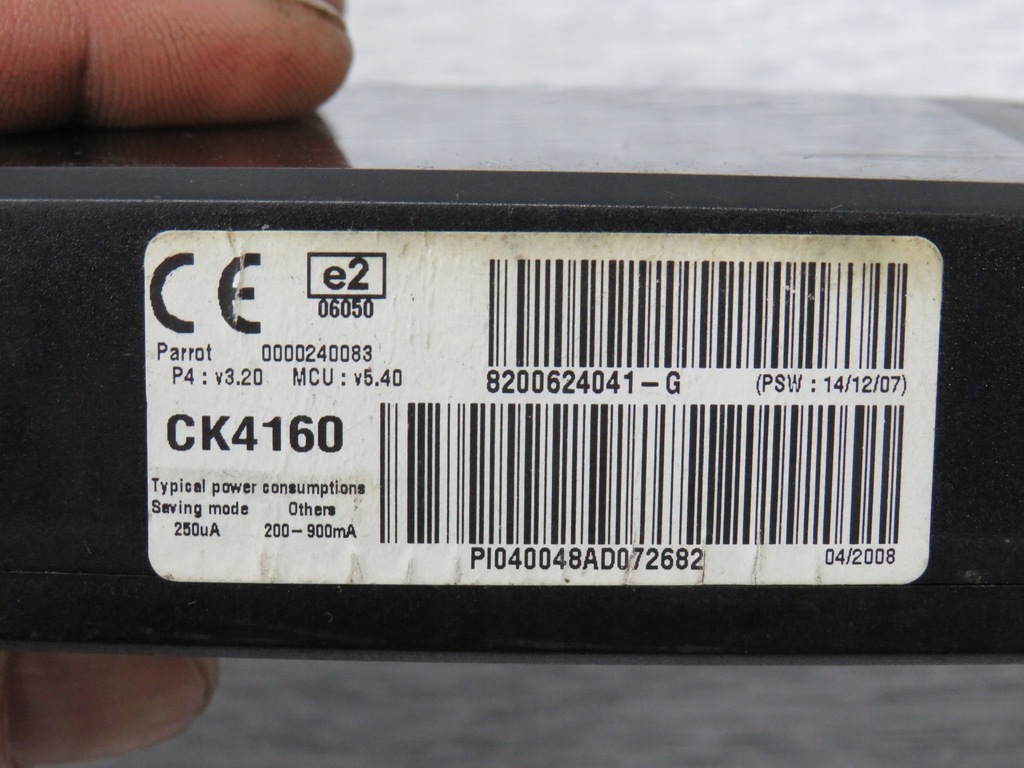 CE
e2
06050
Parrot 0000240083
P4 : v3.20 MCU : v5.40
8200624041-G (PSW : 14/12/07)
CK4160
Typical power consumptions
Saving mode Others
250uA 200-900mA
PI040048AD072682
04/2008